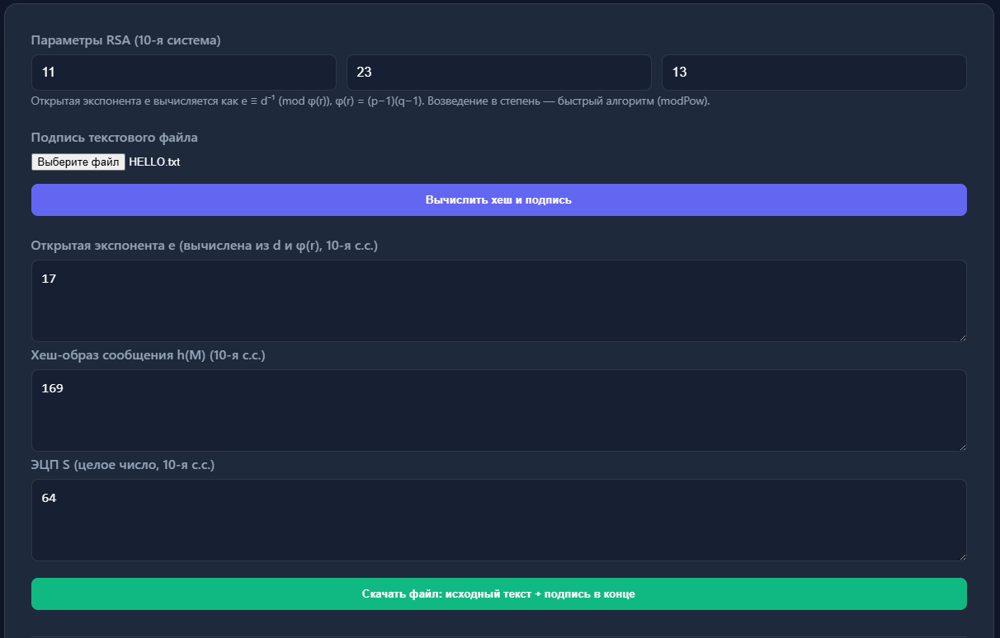 Параметры RSA (10-я система)
11 23 13
Открытая экспонента e вычисляется как e ≡ d⁻¹ (mod φ(r)), φ(r) = (p−1)(q−1). Возведение в степень — быстрый алгоритм (modPow).
Подпись текстового файла
Выберите файл HELLO.txt
Вычислить хеш и подпись
Открытая экспонента e (вычислена из d и φ(r), 10-я с.с.)
17
Хеш-образ сообщения h(M) (10-я с.с.)
169
ЭЦП S (целое число, 10-я с.с.)
64
Скачать файл: исходный текст + подпись в конце